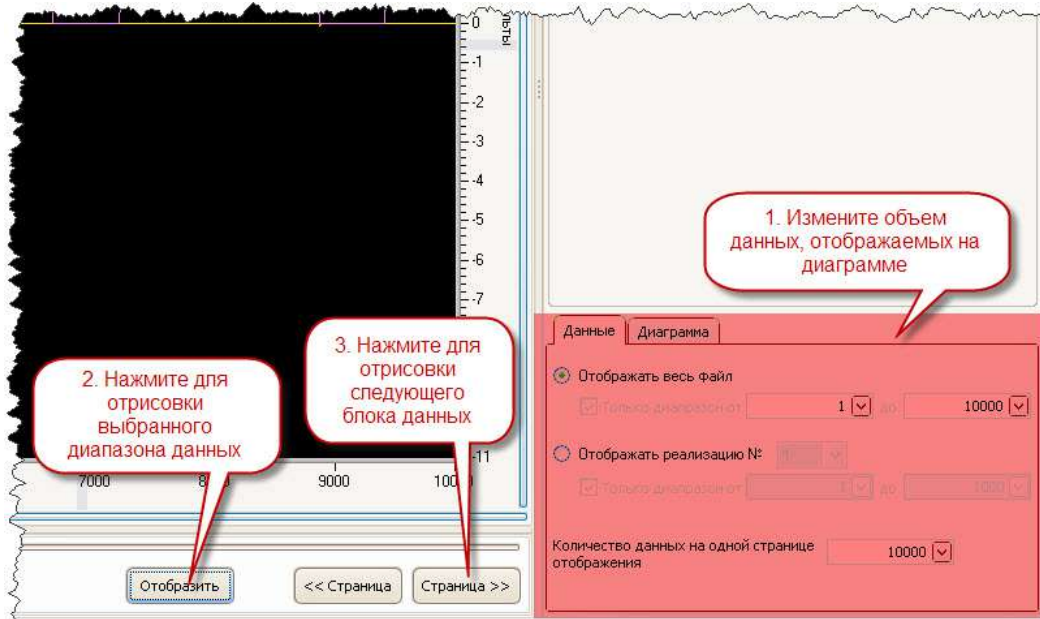 0
-1
-2
-3
-4
-5
-6
-7
-11
7000
9000
1. Измените объем
данных, отображаемых на
диаграмме
2. Нажмите для
отрисовки
выбранного
диапазона данных
3. Нажмите для
отрисовки
следующего
блока данных
Данные Диаграмма
Отображать весь файл
Только диапазон от 1 до 10000
Отображать реализацию №
Только диапазон от 1 до 1000
Количество данных на одной странице 10000
отображения
Отобразить << Страница Страница >>